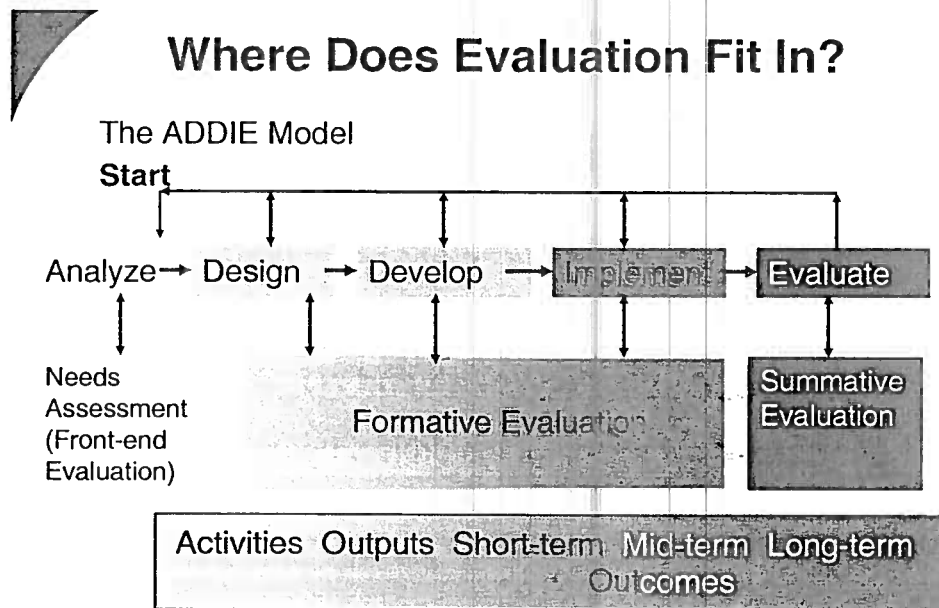 Where Does Evaluation Fit In?
The ADDIE Model
Start
Analyze Design Develop Implement Evaluate
Needs
Assessment
(Front-end
Evaluation)
Formative Evaluation
Summative
Evaluation
Activities Outputs Short-term Mid-term Long-term
Outcomes